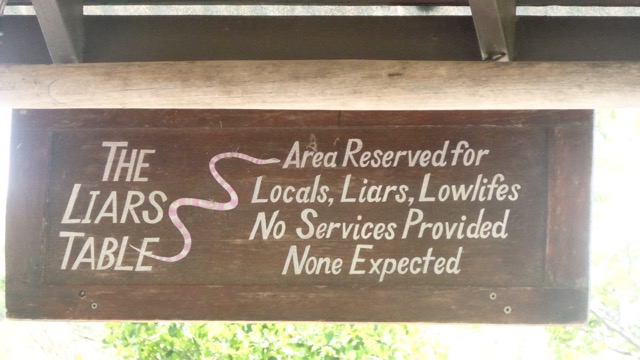 THE
LIARS
TABLE
Area Reserved for
Locals, Liars, Lowlifes
No Services Provided
None Expected